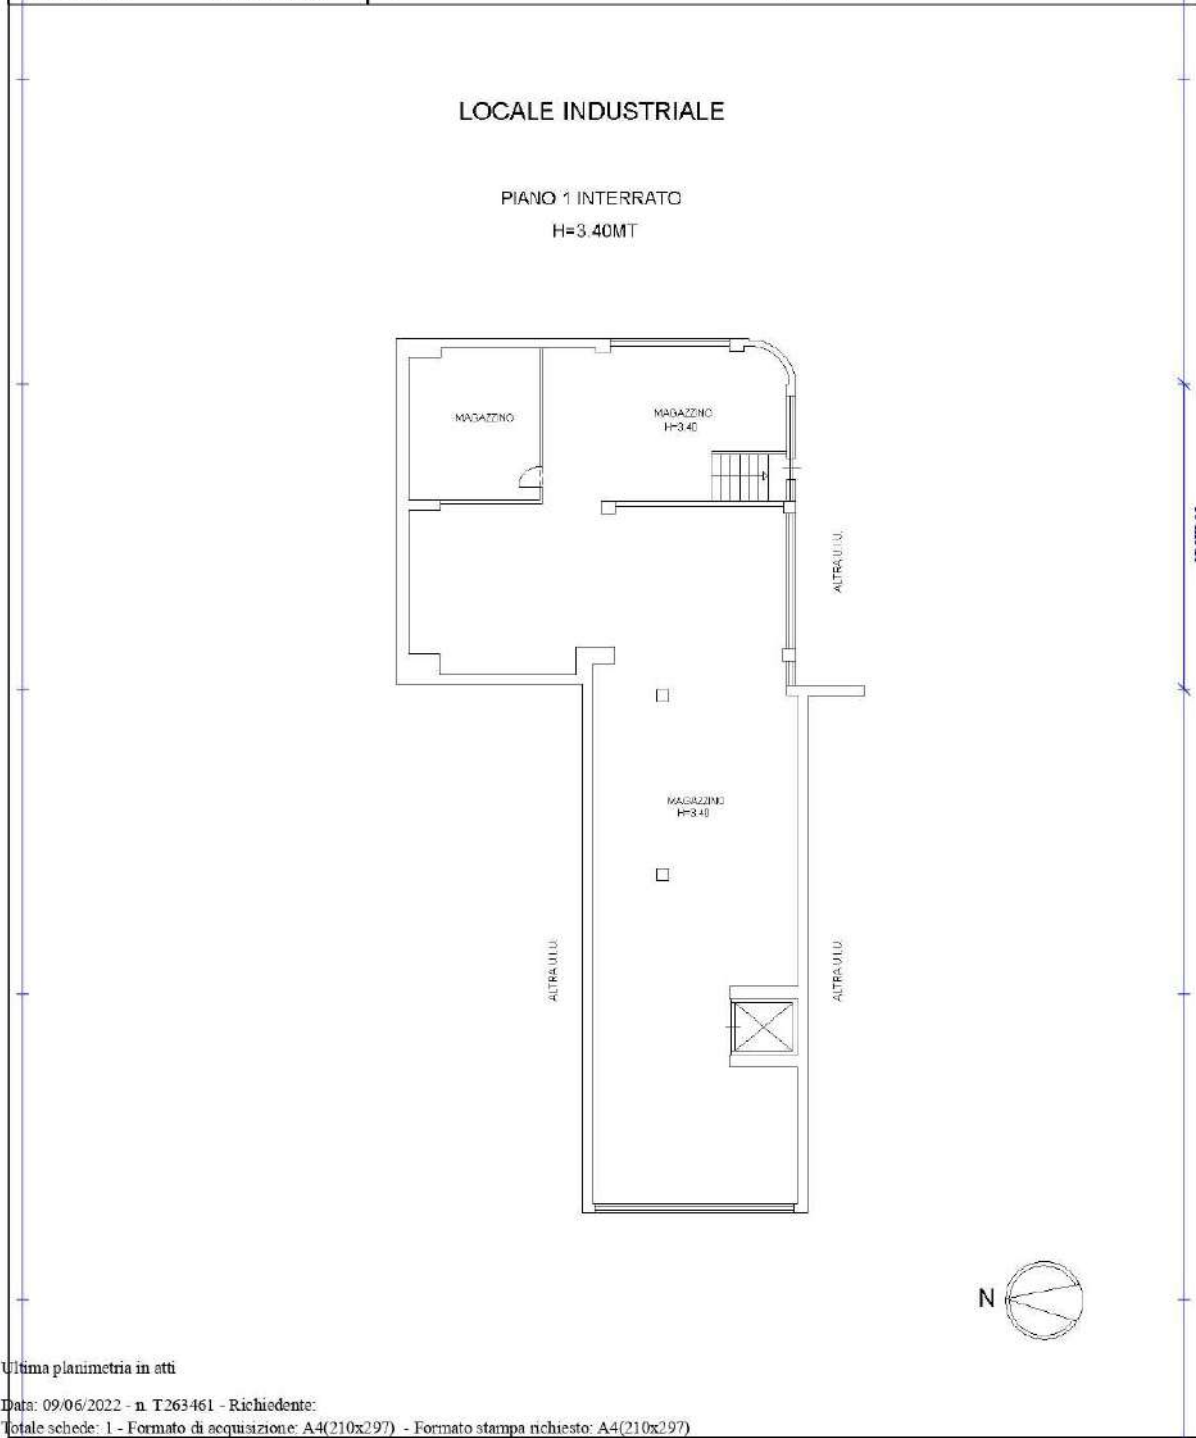 LOCALE INDUSTRIALE
PIANO 1 INTERRATO
H=3.40MT
MAGAZZINO
MAGAZZINO
H=3.40
ALTRA U.I.U.
MAGAZZINO
H=3.40
ALTRA U.I.U.
ALTRA U.I.U.
N
Ultima planimetria in atti
Data: 09/06/2022 - n. T263461 - Richiedente:
Totale schede: 1 - Formato di acquisizione: A4(210x297) - Formato stampa richiesto: A4(210x297)